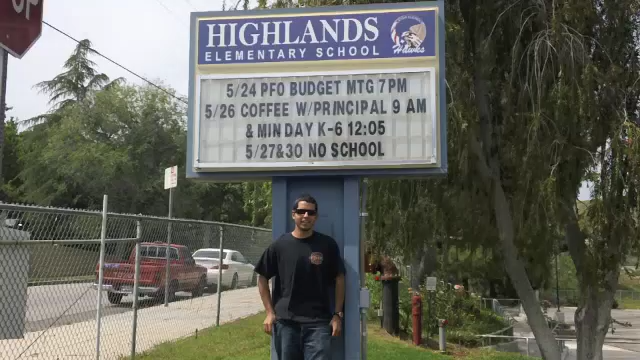 HIGHLANDS
ELEMENTARY SCHOOL
Hawks
5/24 PFO BUDGET MTG 7PM
5/26 COFFEE W/PRINCIPAL 9 AM
& MIN DAY K-6 12:05
5/27&30 NO SCHOOL